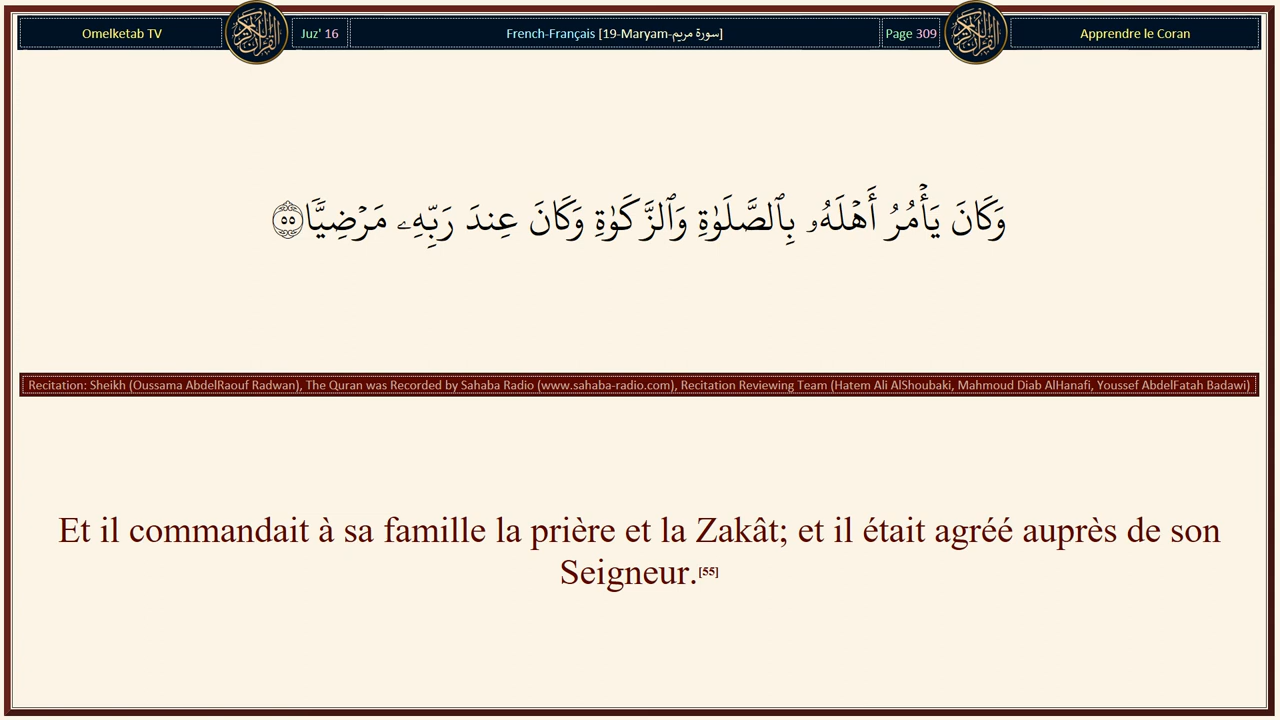 Omelketab TV
Juz' 16
French-Français [19-Maryam-سورة مريم]
Page 309
Apprendre le Coran
وَكَانَ يَأۡمُرُ أَهۡلَهُۥ بِٱلصَّلَوٰةِ وَٱلزَّكَوٰةِ وَكَانَ عِندَ رَبِّهِۦ مَرۡضِيّٗا ٥٥
Recitation: Sheikh (Oussama AbdelRaouf Radwan), The Quran was Recorded by Sahaba Radio (www.sahaba-radio.com), Recitation Reviewing Team (Hatem Ali AlShoubaki, Mahmoud Diab AlHanafi, Youssef AbdelFatah Badawi)
Et il commandait à sa famille la prière et la Zakât; et il était agréé auprès de son
Seigneur.[55]